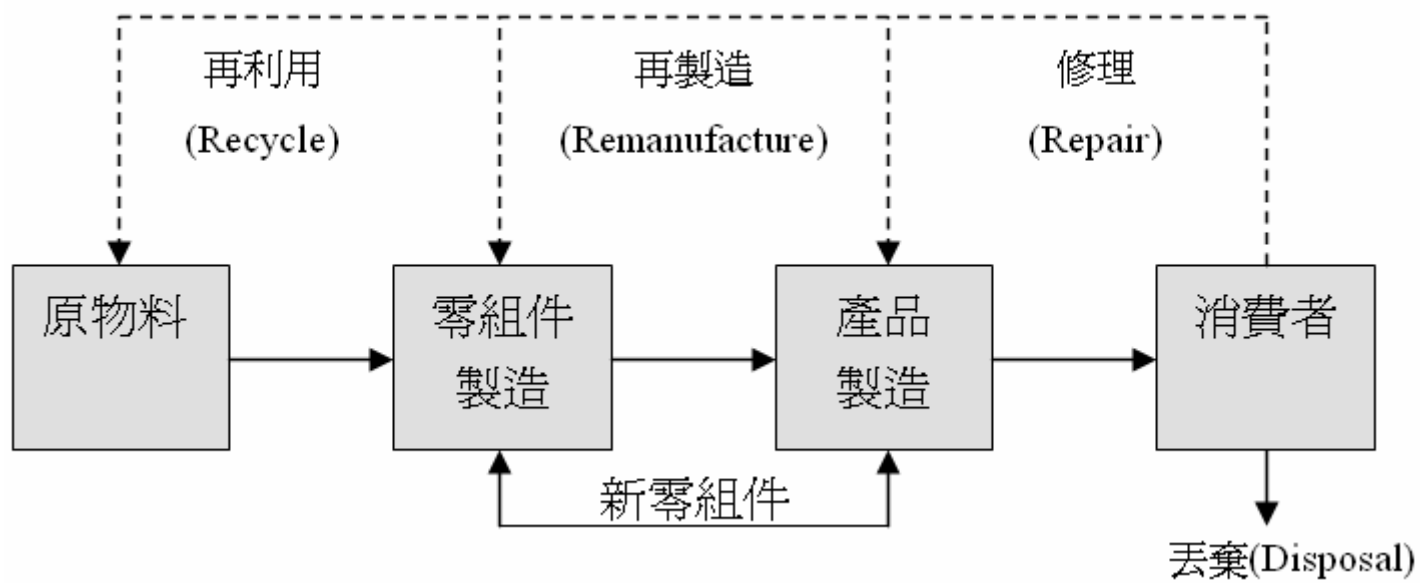 再利用
(Recycle)
再製造
(Remanufacture)
修理
(Repair)
原物料
零組件
製造
產品
製造
消費者
新零組件
丟棄(Disposal)